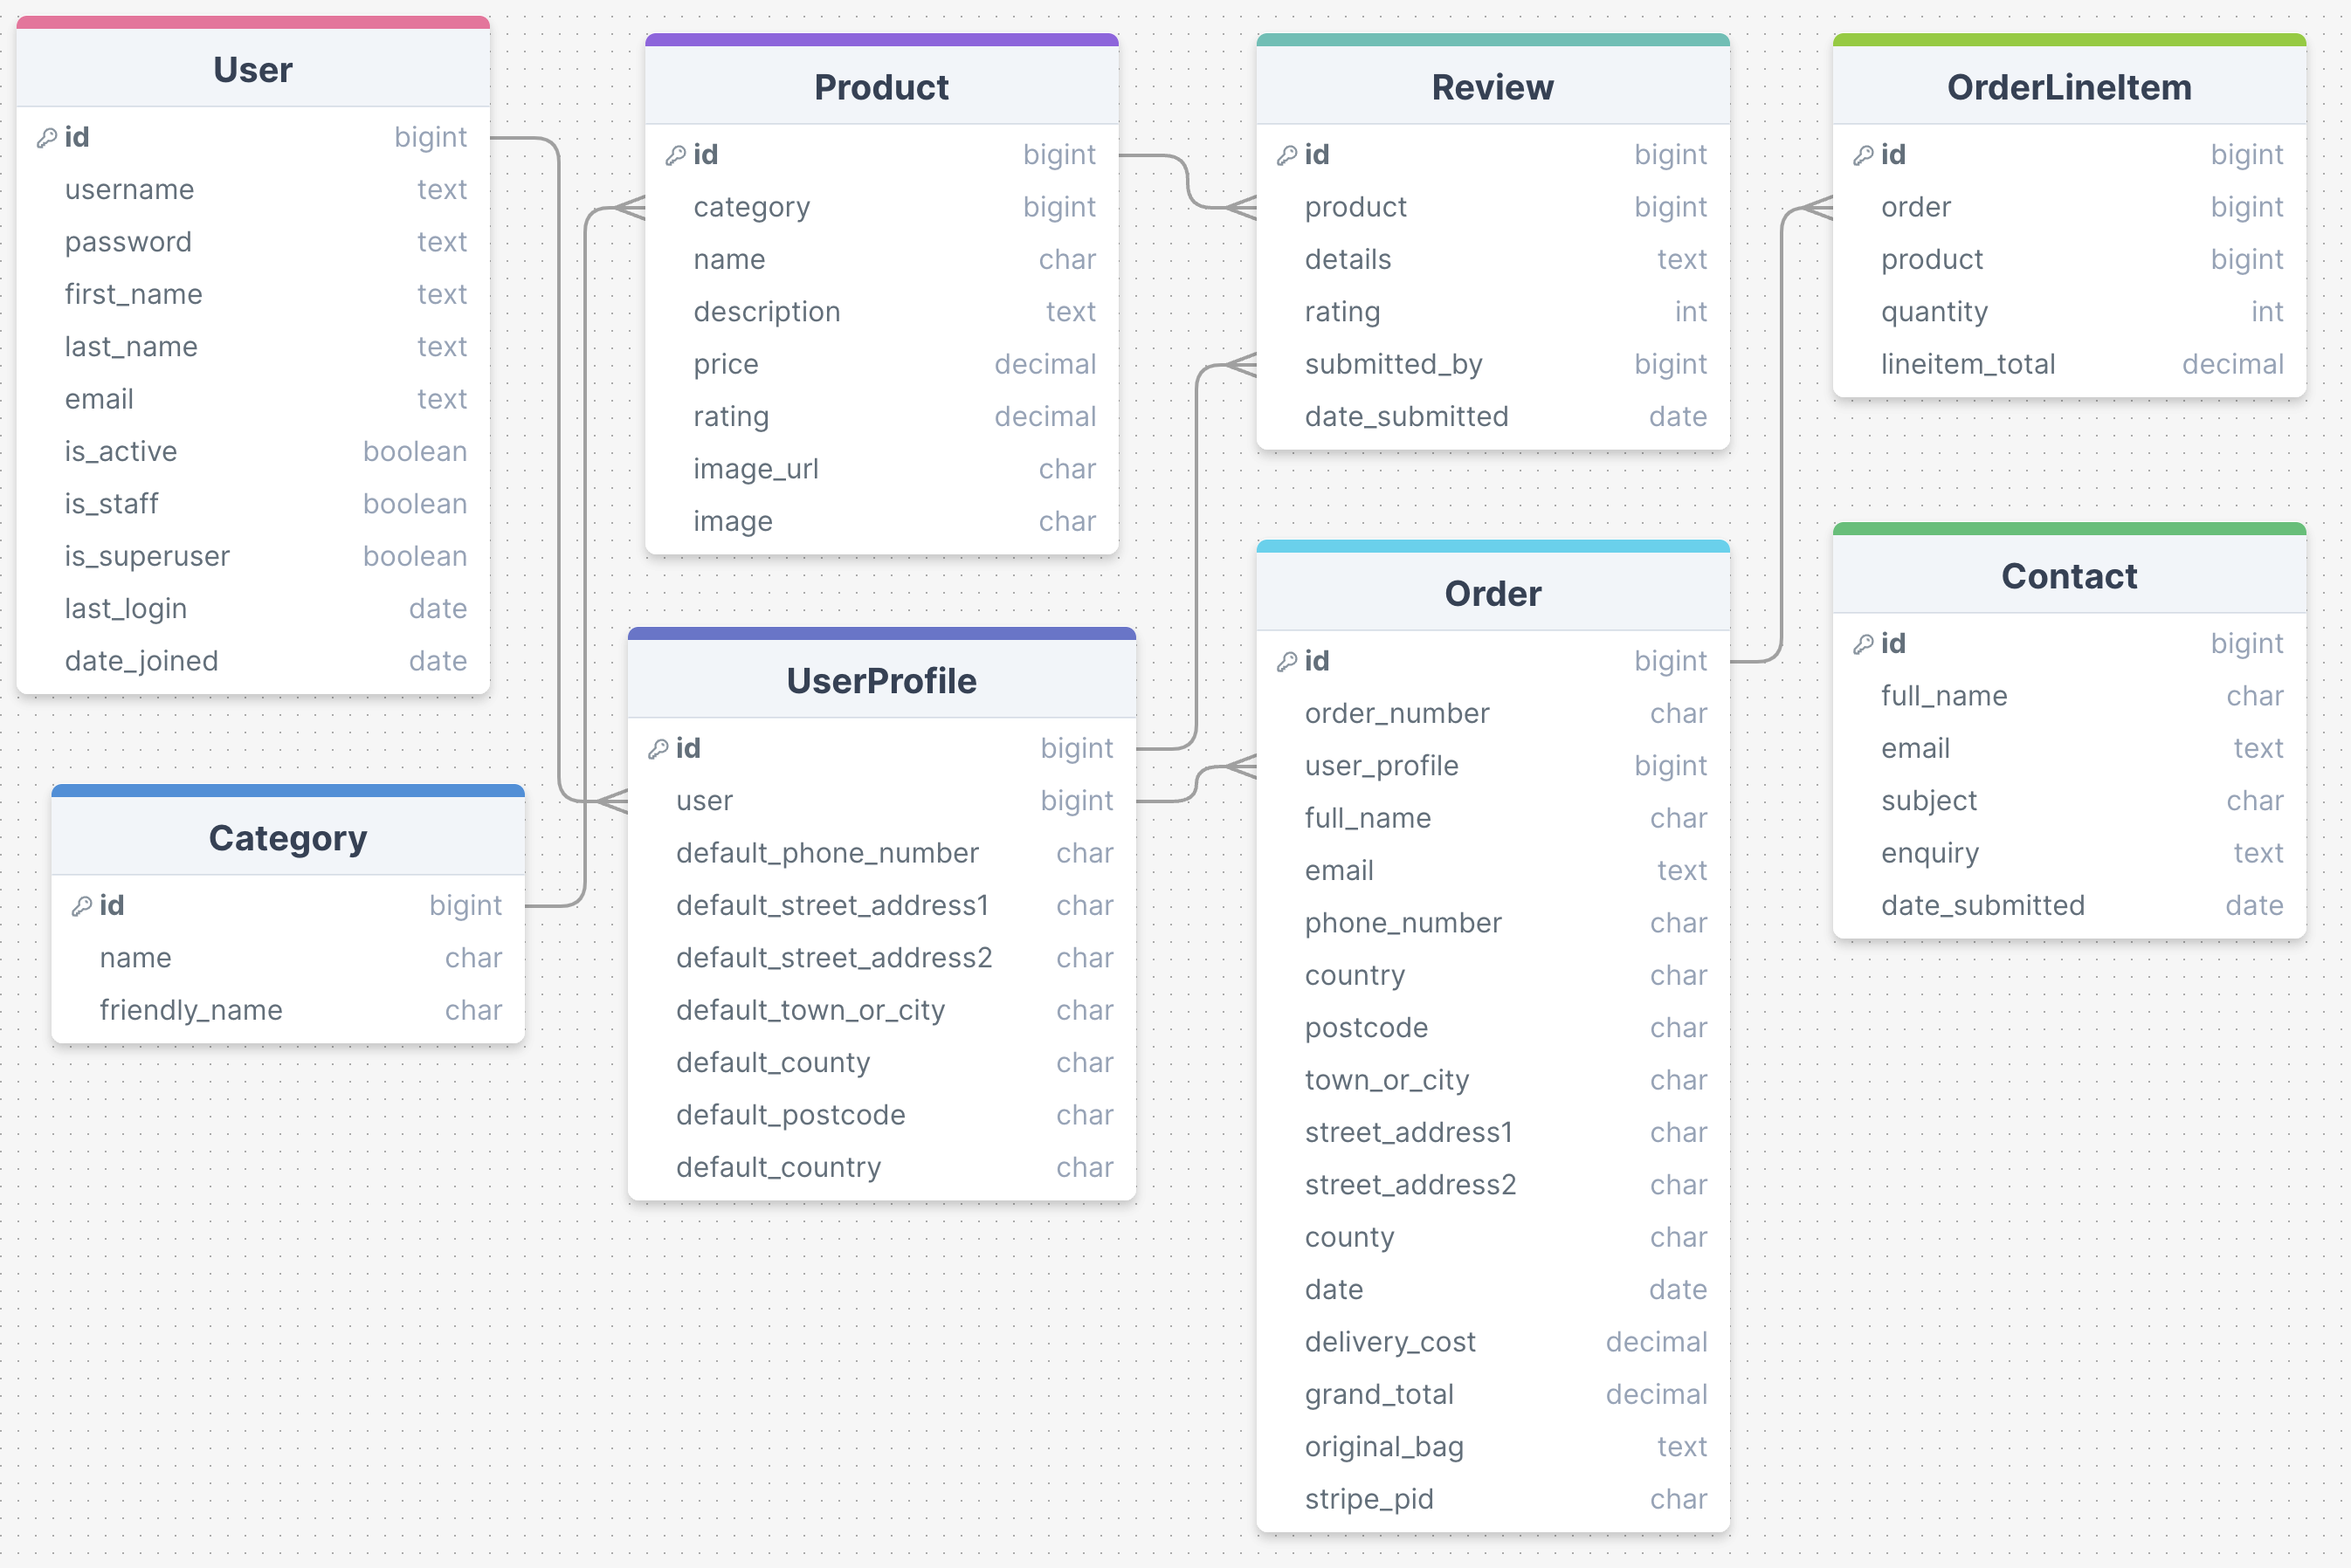 User
id bigint
username text
password text
first_name text
last_name text
email text
is_active boolean
is_staff boolean
is_superuser boolean
last_login date
date_joined date
Category
id bigint
name char
friendly_name char
Product
id bigint
category bigint
name char
description text
price decimal
rating decimal
image_url char
image char
UserProfile
id bigint
user bigint
default_phone_number char
default_street_address1 char
default_street_address2 char
default_town_or_city char
default_county char
default_postcode char
default_country char
Review
id bigint
product bigint
details text
rating int
submitted_by bigint
date_submitted date
Order
id bigint
order_number char
user_profile bigint
full_name char
email text
phone_number char
country char
postcode char
town_or_city char
street_address1 char
street_address2 char
county char
date date
delivery_cost decimal
grand_total decimal
original_bag text
stripe_pid char
OrderLineItem
id bigint
order bigint
product bigint
quantity int
lineitem_total decimal
Contact
id bigint
full_name char
email text
subject char
enquiry text
date_submitted date